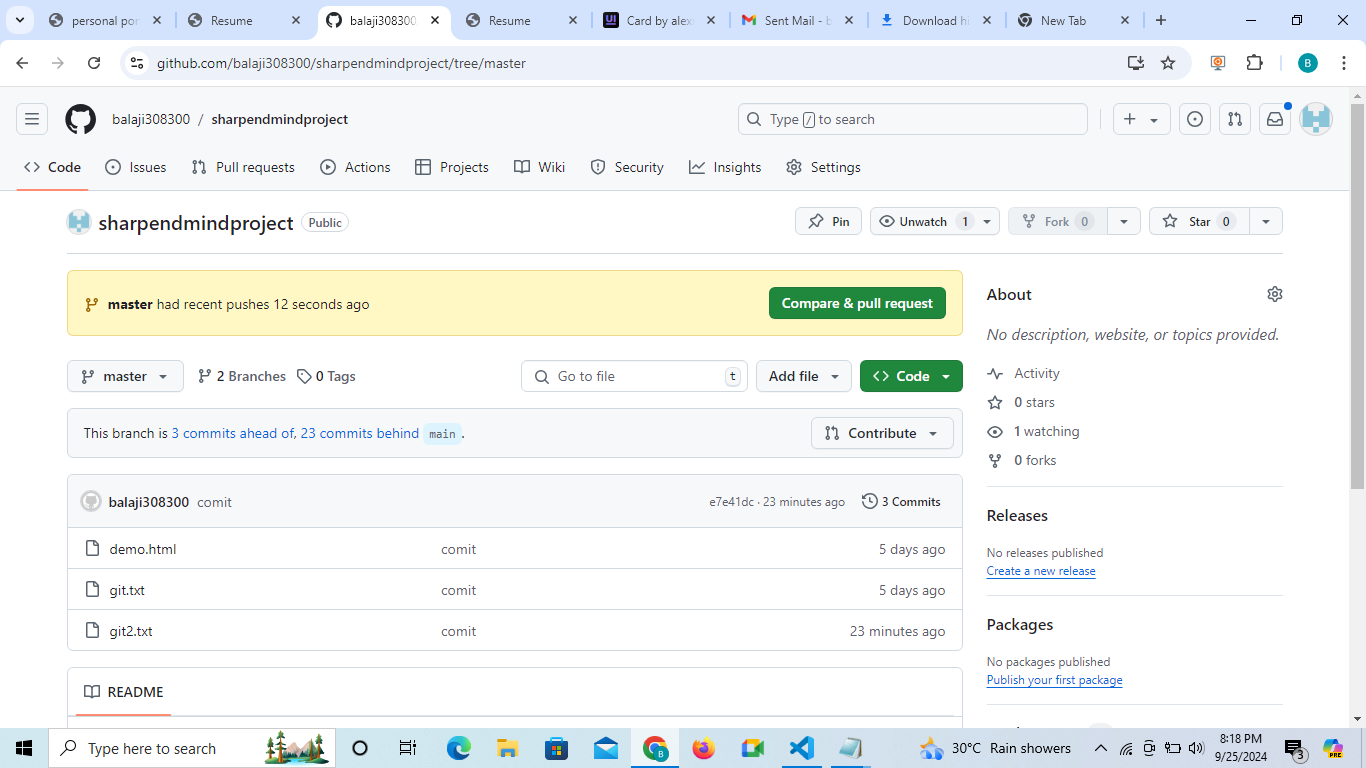 personal por
Resume
balaji308300
Resume
Card by alex
Sent Mail - b
Download hi
New Tab
github.com/balaji308300/sharpendmindproject/tree/master
B
balaji308300 / sharpendmindproject
Type / to search
Code
Issues
Pull requests
Actions
Projects
Wiki
Security
Insights
Settings
sharpendmindproject Public
Pin
Unwatch 1
Fork 0
Star 0
master had recent pushes 12 seconds ago
Compare & pull request
master
2 Branches
0 Tags
Go to file t
Add file
Code
This branch is 3 commits ahead of, 23 commits behind main .
Contribute
balaji308300 comit e7e41dc · 23 minutes ago 3 Commits
demo.html comit 5 days ago
git.txt comit 5 days ago
git2.txt comit 23 minutes ago
README
About
No description, website, or topics provided.
Activity
0 stars
1 watching
0 forks
Releases
No releases published
Create a new release
Packages
No packages published
Publish your first package
Type here to search
30°C Rain showers
8:18 PM
9/25/2024
3
PRE